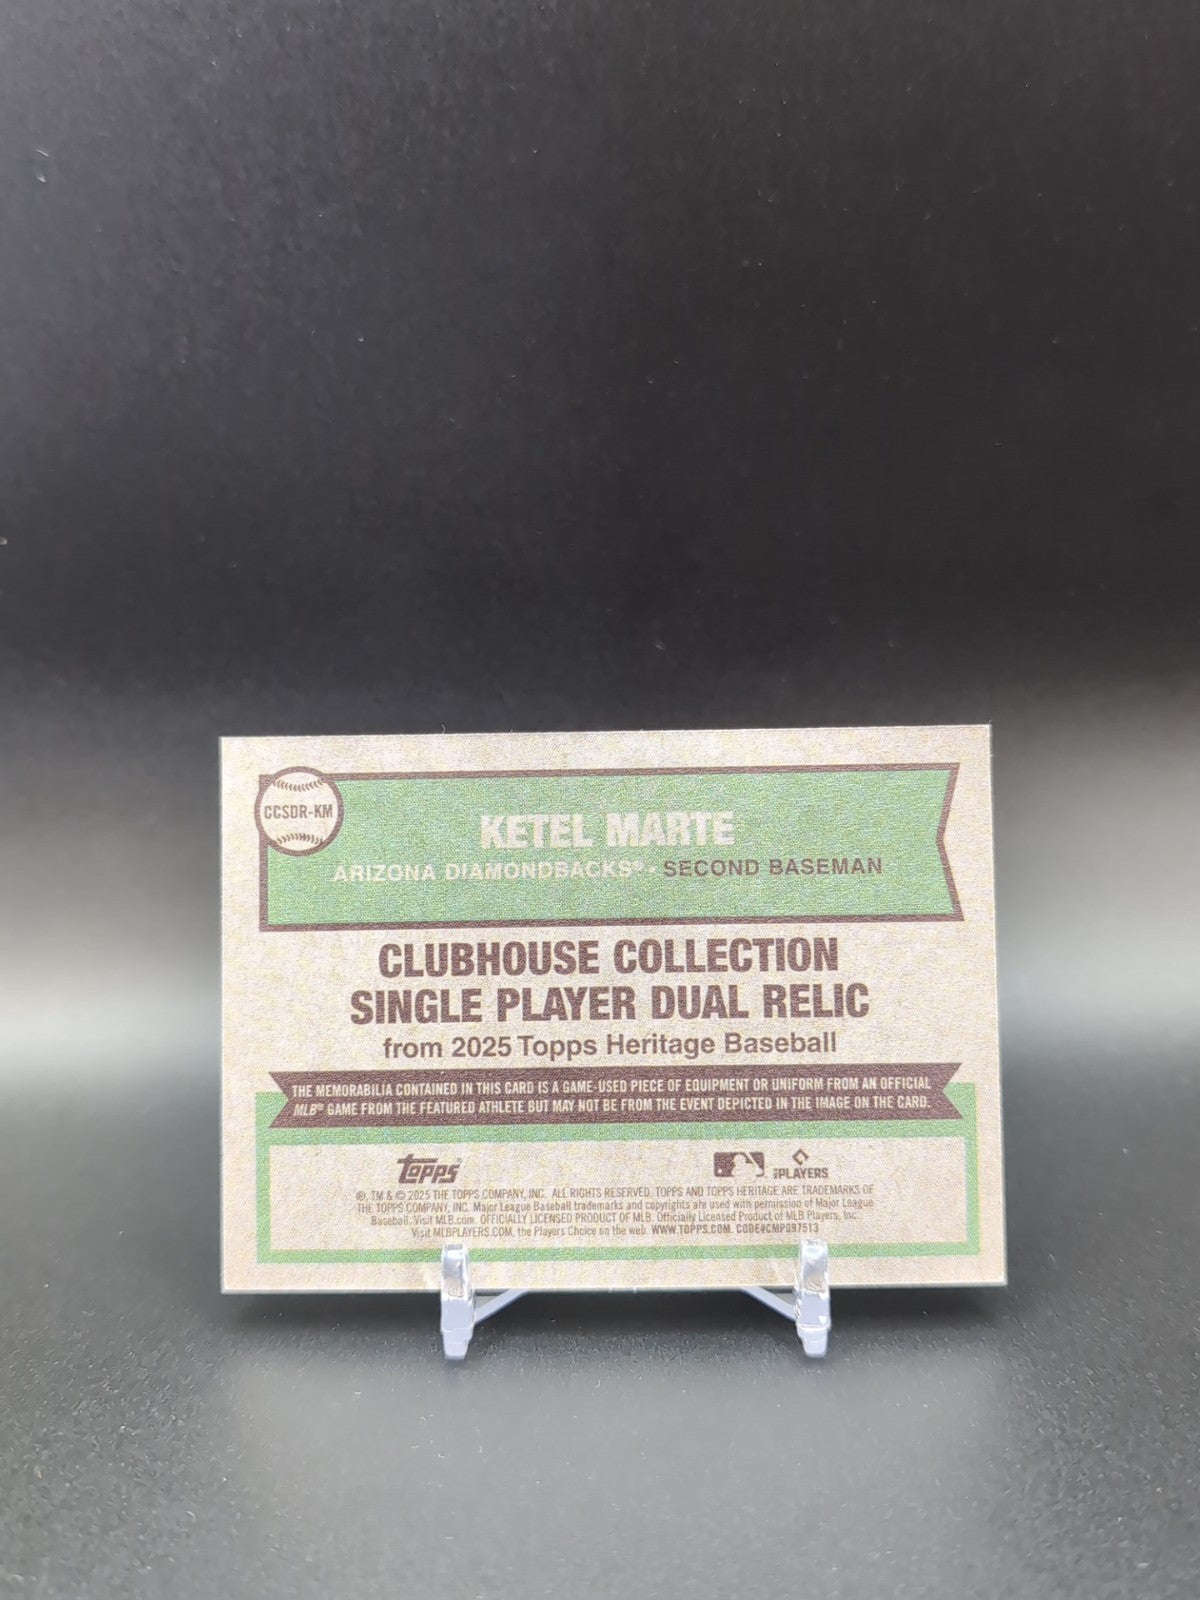 CCSDR-KM
KETEL MARTE
ARIZONA DIAMONDBACKS® • SECOND BASEMAN
CLUBHOUSE COLLECTION
SINGLE PLAYER DUAL RELIC
from 2025 Topps Heritage Baseball
THE MEMORABILIA CONTAINED IN THIS CARD IS A GAME-USED PIECE OF EQUIPMENT OR UNIFORM FROM AN OFFICIAL
MLB® GAME FROM THE FEATURED ATHLETE BUT MAY NOT BE FROM THE EVENT DEPICTED IN THE IMAGE ON THE CARD.
Topps
MLB PLAYERS
®, TM & © 2025 THE TOPPS COMPANY, INC. ALL RIGHTS RESERVED. TOPPS AND TOPPS HERITAGE ARE TRADEMARKS OF
THE TOPPS COMPANY, INC. Major League Baseball trademarks and copyrights are used with permission of Major League
Baseball. Visit MLB.com. OFFICIALLY LICENSED PRODUCT OF MLB. Officially Licensed Product of MLB Players, Inc.
Visit MLBPLAYERS.COM, the Players Choice on the web. WWW.TOPPS.COM. CODE#CMP097513